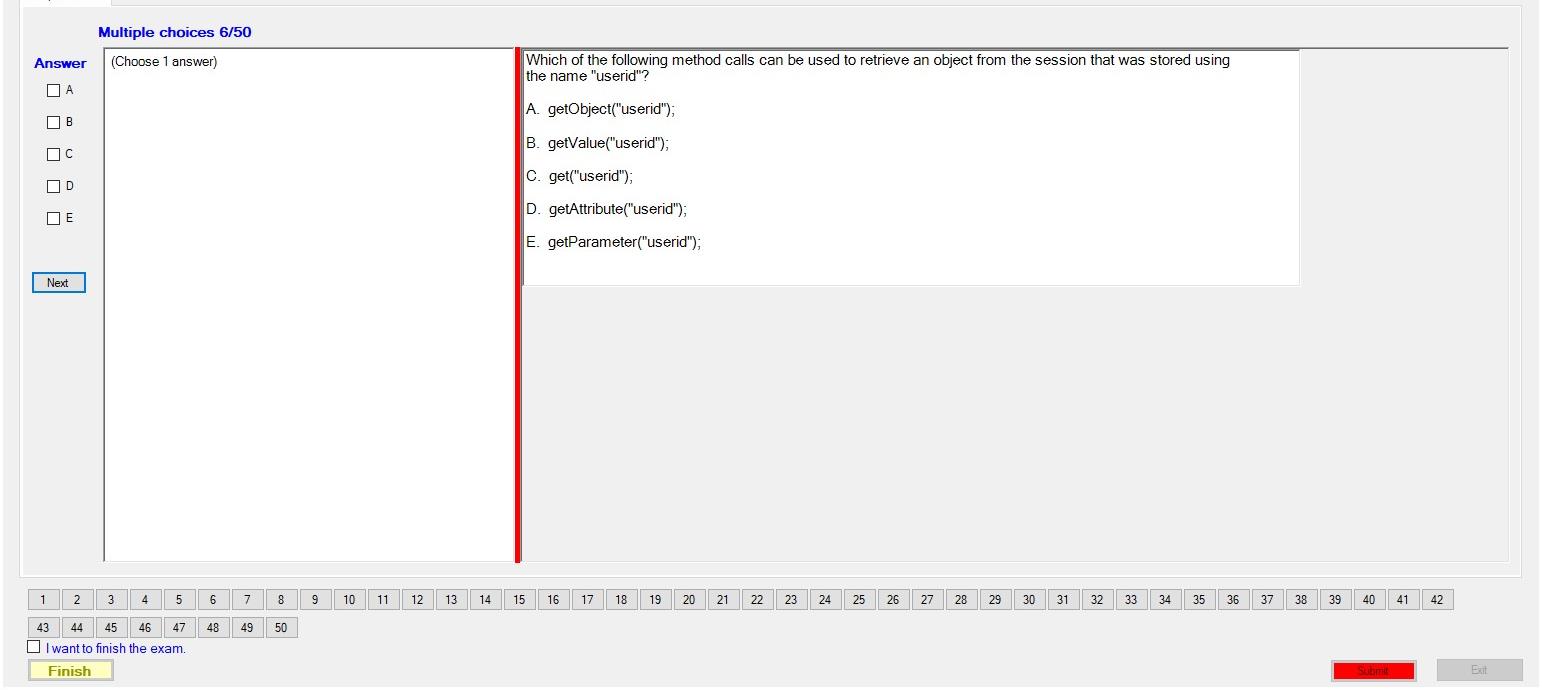 Multiple choices 6/50
Answer
(Choose 1 answer)
A
B
C
D
E
Next
Which of the following method calls can be used to retrieve an object from the session that was stored using
the name "userid"?
A. getObject("userid");
B. getValue("userid");
C. get("userid");
D. getAttribute("userid");
E. getParameter("userid");
1 2 3 4 5 6 7 8 9 10 11 12 13 14 15 16 17 18 19 20 21 22 23 24 25 26 27 28 29 30 31 32 33 34 35 36 37 38 39 40 41 42
43 44 45 46 47 48 49 50
I want to finish the exam.
Finish
Submit
Exit